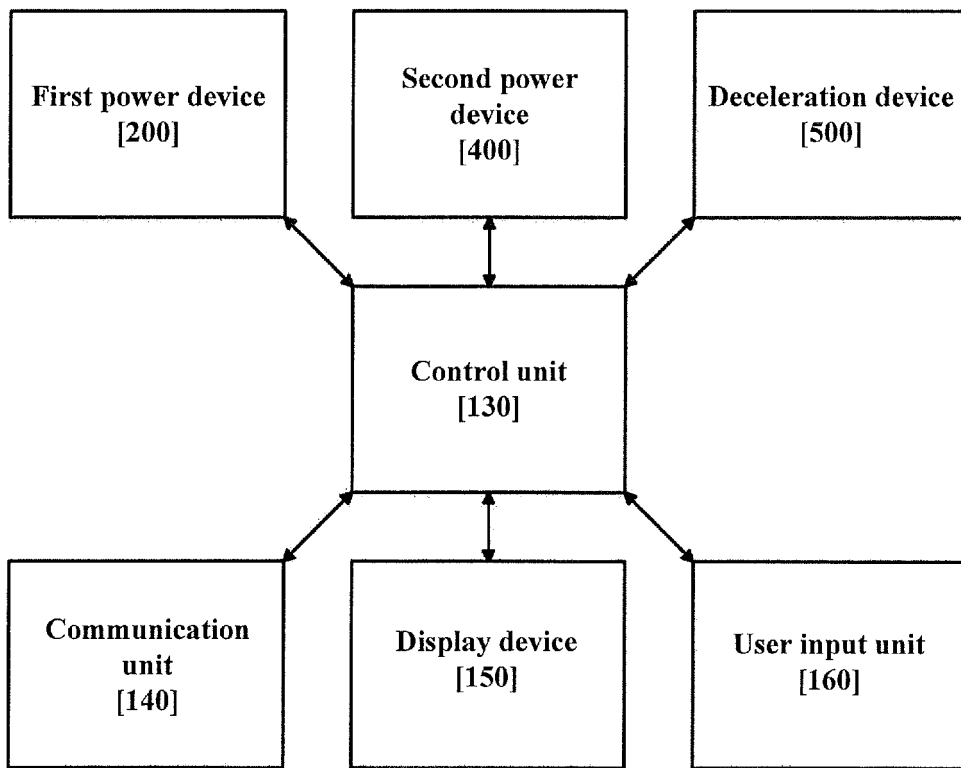 First power device
[200]
Second power
device
[400]
Deceleration device
[500]
Control unit
[130]
Communication
unit
[140]
Display device
[150]
User input unit
[160]